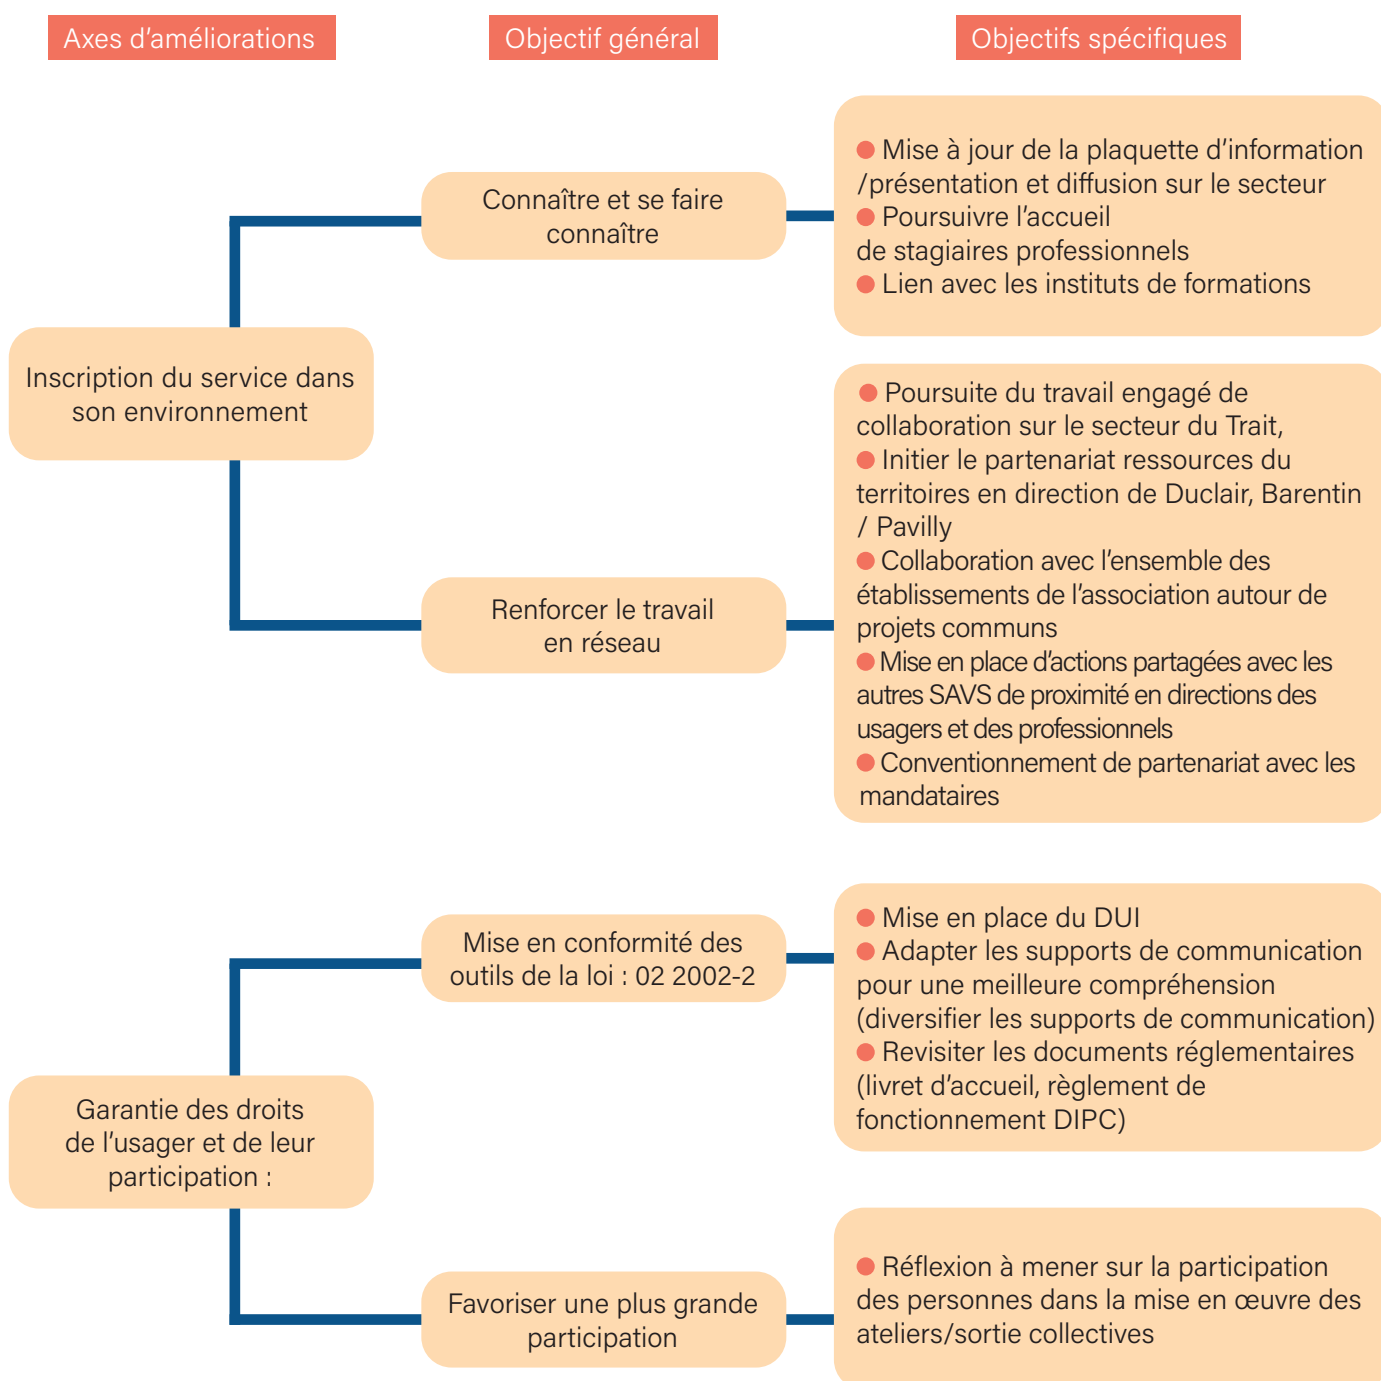 Axes d'améliorations
Objectif général
Objectifs spécifiques
Inscription du service dans
son environnement
Connaître et se faire
connaître
● Mise à jour de la plaquette d'information
/présentation et diffusion sur le secteur
● Poursuivre l'accueil
de stagiaires professionnels
● Lien avec les instituts de formations
Renforcer le travail
en réseau
● Poursuite du travail engagé de
collaboration sur le secteur du Trait,
● Initier le partenariat ressources du
territoires en direction de Duclair, Barentin
/ Pavilly
● Collaboration avec l'ensemble des
établissements de l'association autour de
projets communs
● Mise en place d'actions partagées avec les
autres SAVS de proximité en directions des
usagers et des professionnels
● Conventionnement de partenariat avec les
mandataires
Garantie des droits
de l'usager et de leur
participation :
Mise en conformité des
outils de la loi : 02 2002-2
● Mise en place du DUI
● Adapter les supports de communication
pour une meilleure compréhension
(diversifier les supports de communication)
● Revisiter les documents réglementaires
(livret d'accueil, règlement de
fonctionnement DIPC)
Favoriser une plus grande
participation
● Réflexion à mener sur la participation
des personnes dans la mise en œuvre des
ateliers/sortie collectives